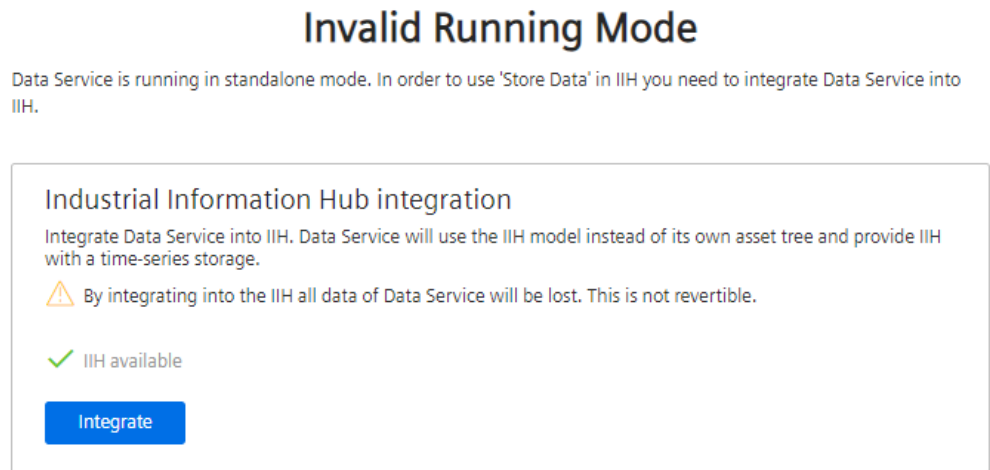 Invalid Running Mode
Data Service is running in standalone mode. In order to use 'Store Data' in IIH you need to integrate Data Service into
IIH.
Industrial Information Hub integration
Integrate Data Service into IIH. Data Service will use the IIH model instead of its own asset tree and provide IIH
with a time-series storage.
By integrating into the IIH all data of Data Service will be lost. This is not revertible.
IIH available
Integrate